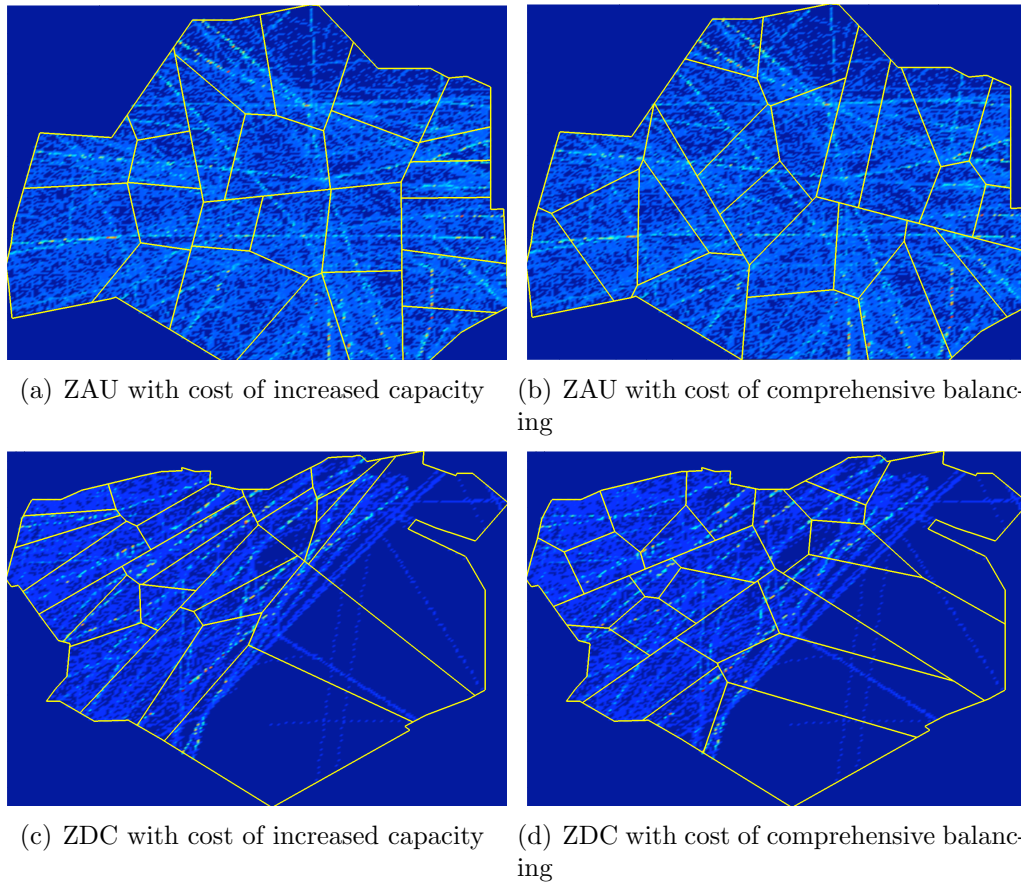 (a) ZAU with cost of increased capacity
(b) ZAU with cost of comprehensive balanc-
ing
(c) ZDC with cost of increased capacity
(d) ZDC with cost of comprehensive balanc-
ing